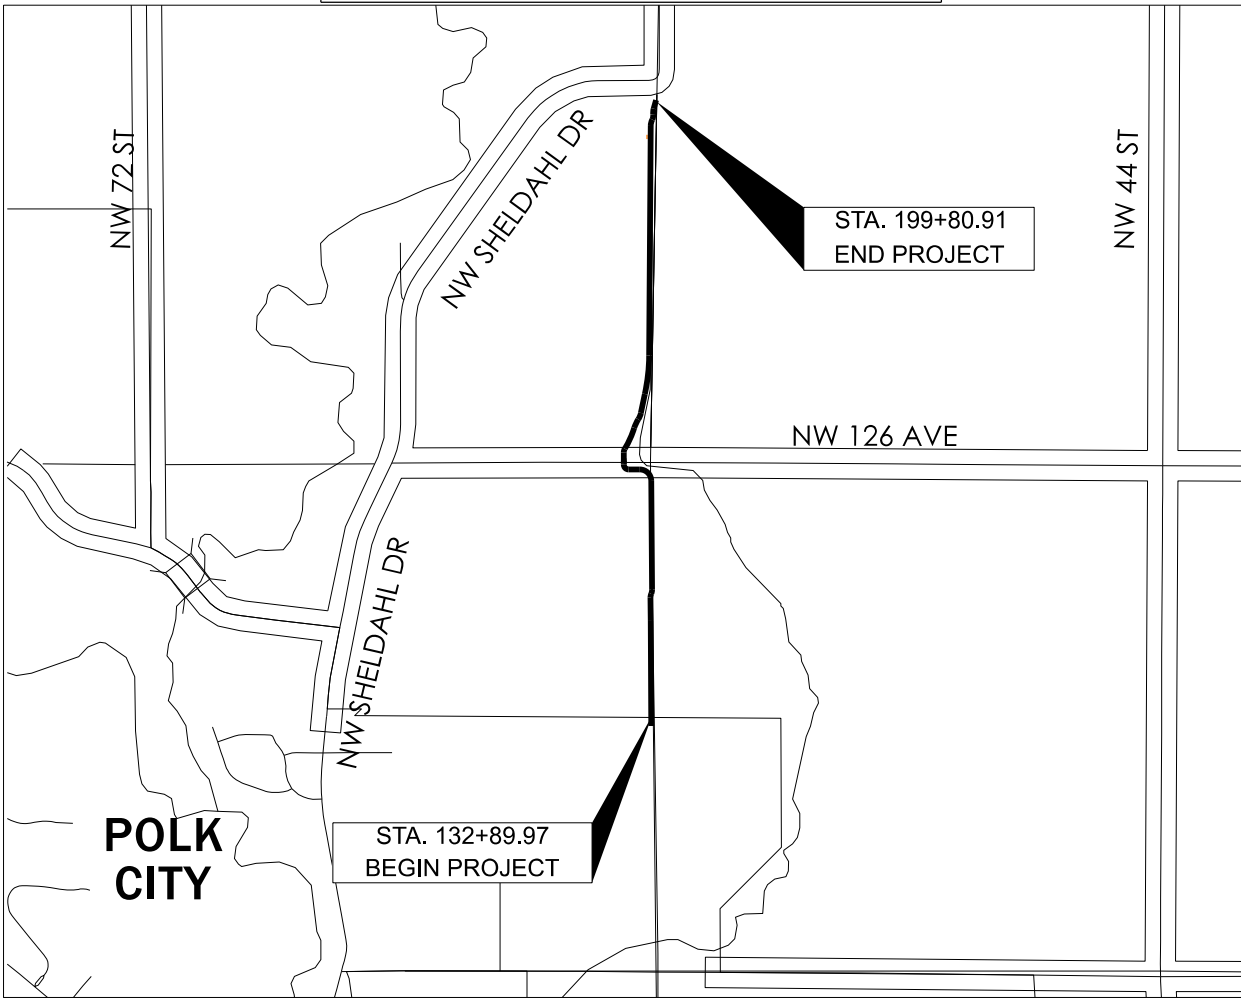 NW 72 ST
NW SHELDAHL DR
NW 44 ST
STA. 199+80.91
END PROJECT
NW 126 AVE
NW SHELDAHL DR
STA. 132+89.97
BEGIN PROJECT
POLK
CITY